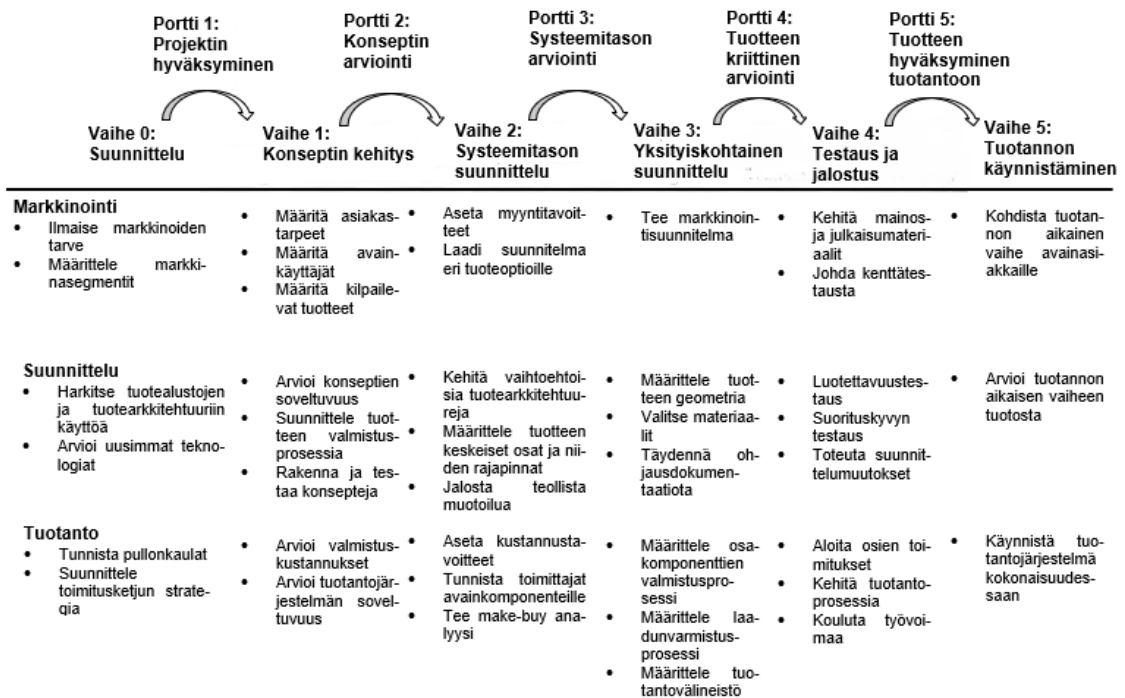 Portti 1:
Projektin
hyväksyminen
Portti 2:
Konseptin
arviointi
Portti 3:
Systeemitason
arviointi
Portti 4:
Tuotteen
kriittinen
arviointi
Portti 5:
Tuotteen
hyväksyminen
tuotantoon
Vaihe 0:
Suunnittelu
Vaihe 1:
Konseptin kehitys
Vaihe 2:
Systeemitason
suunnittelu
Vaihe 3:
Yksityiskohtainen
suunnittelu
Vaihe 4:
Testaus ja
jalostus
Vaihe 5:
Tuotannon
käynnistäminen
Markkinointi
• Ilmaise markkinoiden
tarve
• Määrittele markki-
nasegmentit
• Määritä asiakas-
tarpeet
• Määritä avain-
käyttäjät
• Määritä kilpaile-
vat tuotteet
• Aseta myyntitavoit-
teet
• Laadi suunnitelma
eri tuoteoptioille
• Tee markkinoin-
tisuunnitelma
• Kehitä mainos-
ja julkaisumateri-
aalit
• Johda kenttätes-
tausta
• Kohdista tuotan-
non aikainen
vaihe avainasi-
akkaille
Suunnittelu
• Harkitse tuotealustojen
ja tuotearkkitehtuuriin
käyttöä
• Arvioi uusimmat tekno-
logiat
• Arvioi konseptien
soveltuvuus
• Suunnittele tuot-
teen valmistus-
prosessia
• Rakenna ja tes-
taa konsepteja
• Kehitä vaihtoehtoi-
sia tuotearkkitehtuu-
reja
• Määrittele tuotteen
keskeiset osat ja nii-
den rajapinnat
• Jalosta teollista
muotoilua
• Määrittele tuot-
teen geometria
• Valitse materiaa-
lit
• Täydennä oh-
jausdokumen-
taatiota
• Luotettavuustes-
taus
• Suorituskyvyn
testaus
• Toteuta suunnit-
telumuutokset
• Arvioi tuotannon
aikaisen vaiheen
tuotosta
Tuotanto
• Tunnista pullonkaulat
• Suunnittele
toimitusketjun strate-
gia
• Arvioi valmistus-
kustannukset
• Arvioi tuotantojär-
jestelmän sovel-
tuvuus
• Aseta kustannusta-
voitteet
• Tunnista toimittajat
avainkomponenteille
• Tee make-buy ana-
lyysi
• Määrittele osa-
komponenttien
valmistuspro-
sessi
• Määrittele laa-
dunvarmistus-
prosessi
• Määrittele tuo-
tantovälineistö
• Aloita osien toi-
mitukset
• Kehitä tuotanto-
prosessia
• Kouluta työvoi-
maa
• Käynnistä tuo-
tantojärjestelmä
kokonaisuudes-
saan